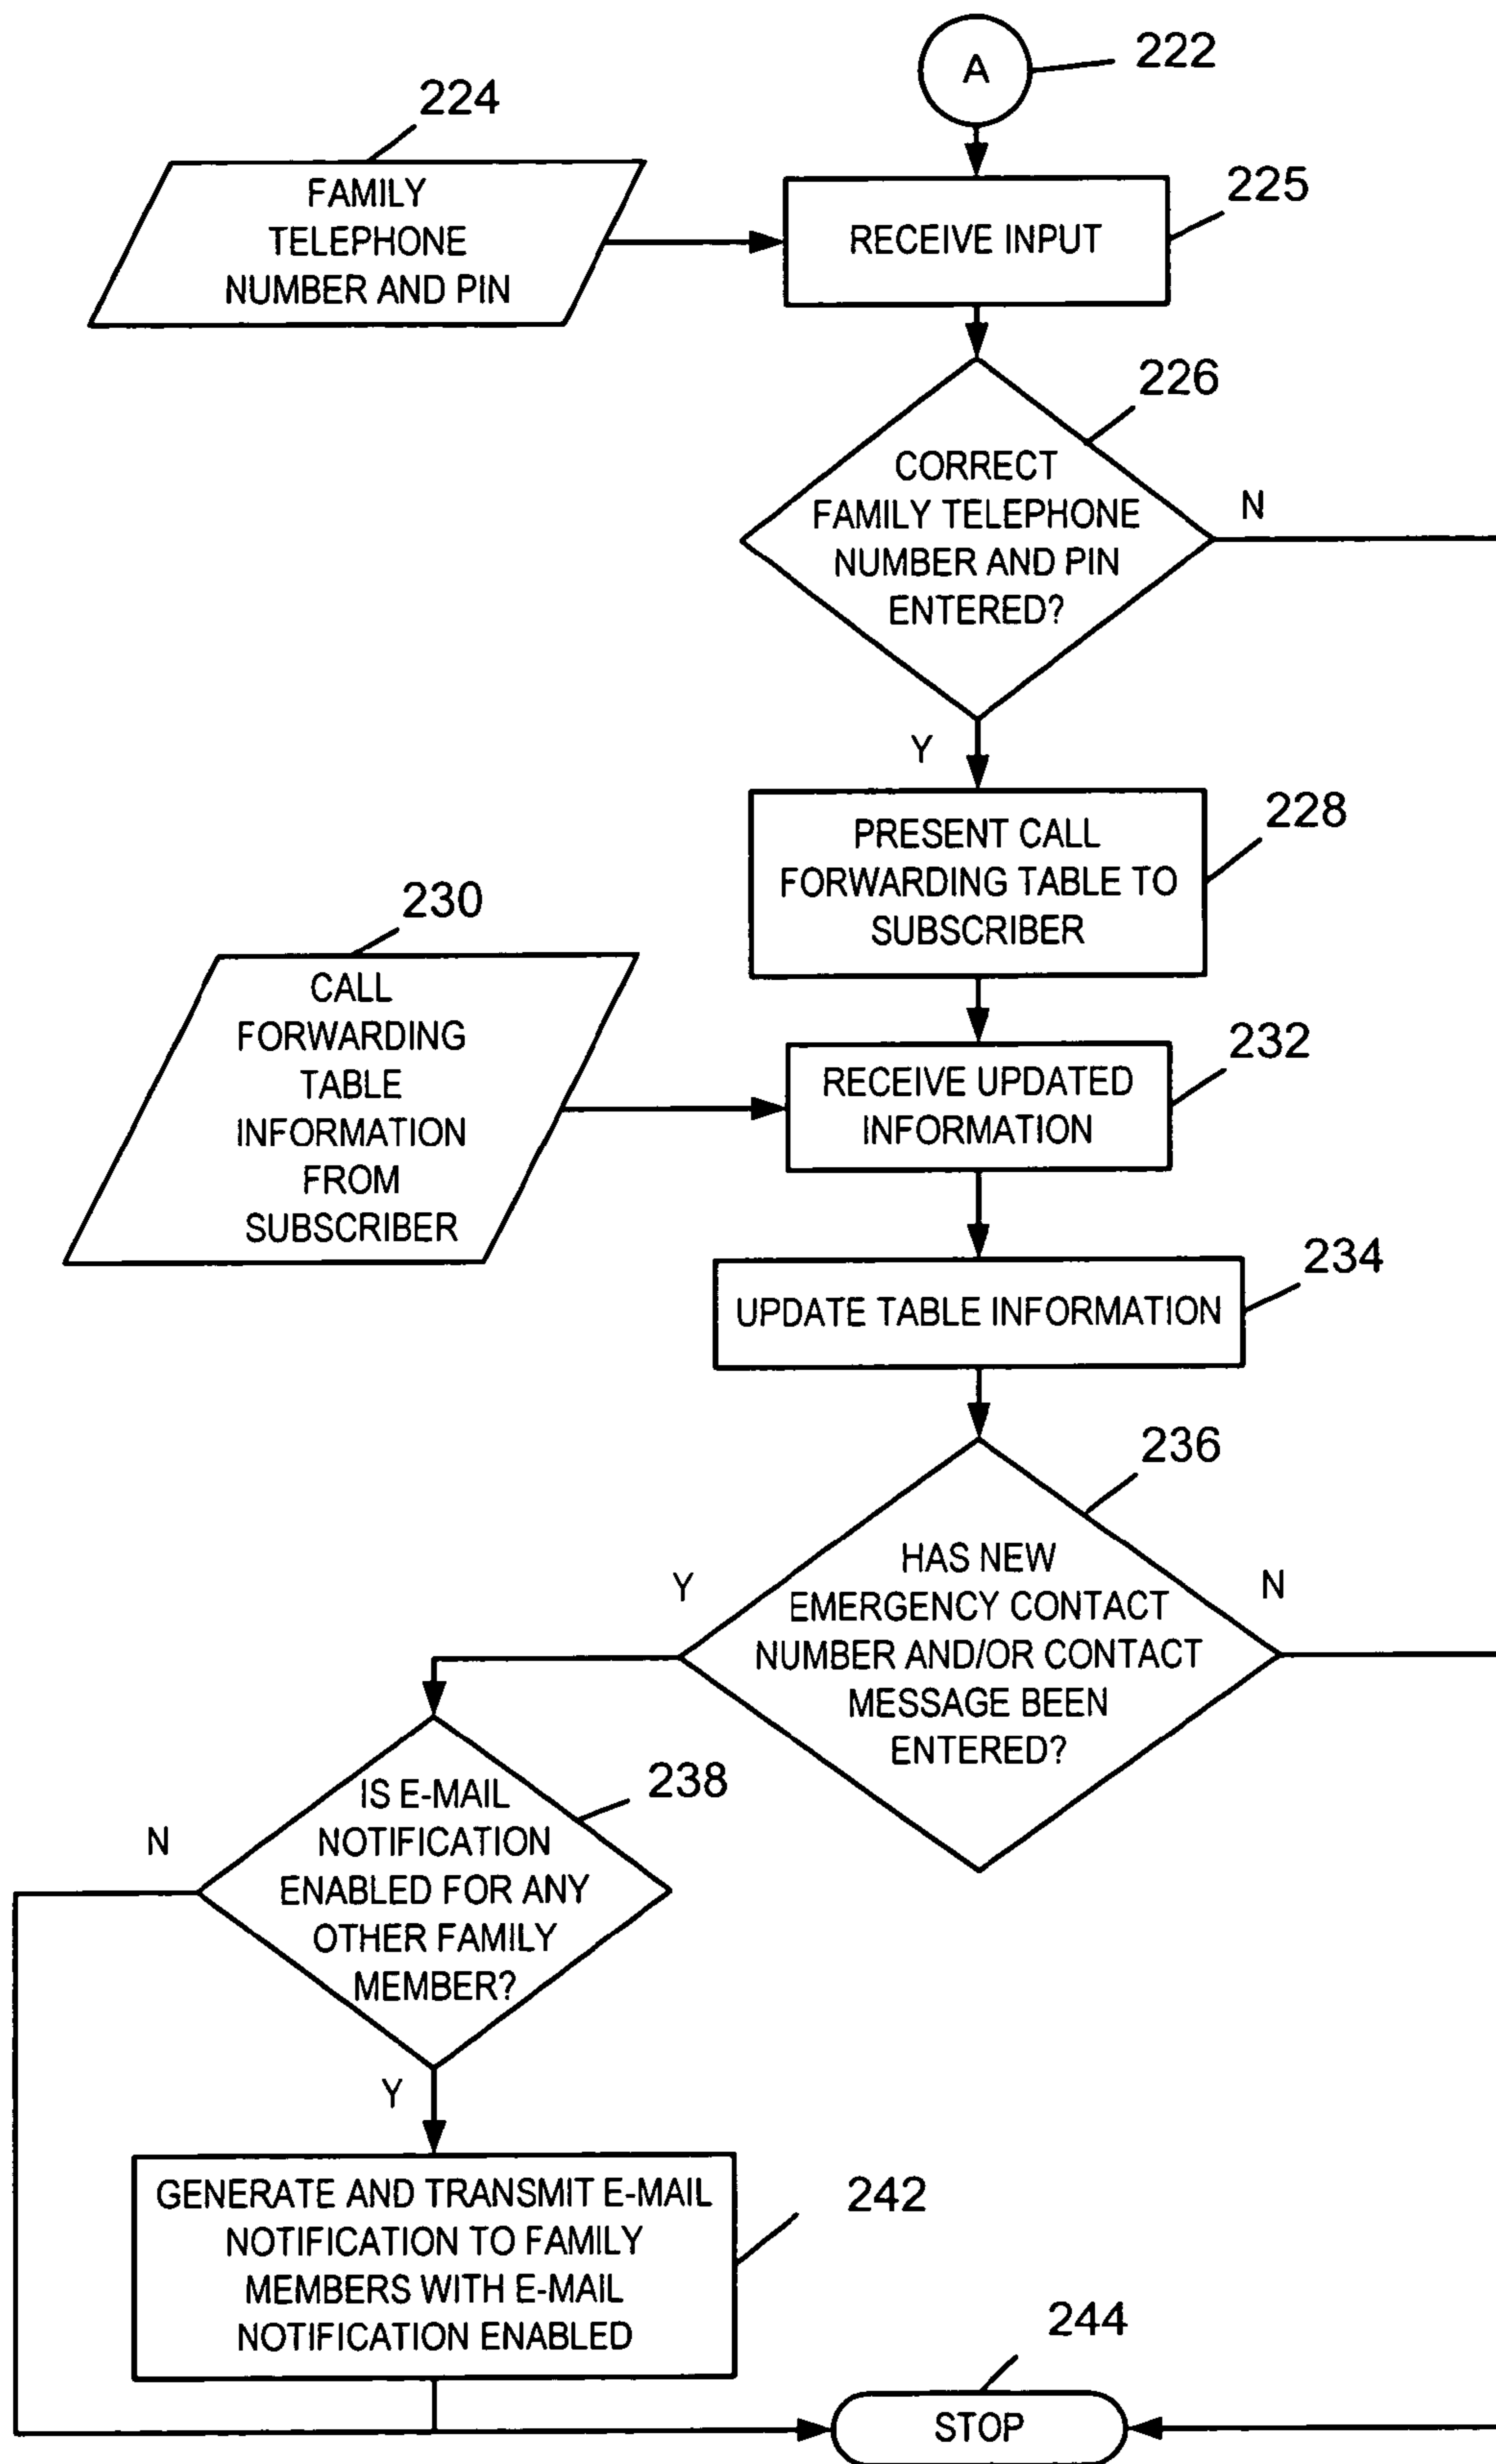 A
222
224
FAMILY
TELEPHONE
NUMBER AND PIN
225
RECEIVE INPUT
226
CORRECT
FAMILY TELEPHONE
NUMBER AND PIN
ENTERED?
N
Y
228
PRESENT CALL
FORWARDING TABLE TO
SUBSCRIBER
230
CALL
FORWARDING
TABLE
INFORMATION
FROM
SUBSCRIBER
232
RECEIVE UPDATED
INFORMATION
234
UPDATE TABLE INFORMATION
236
HAS NEW
EMERGENCY CONTACT
NUMBER AND/OR CONTACT
MESSAGE BEEN
ENTERED?
Y
N
238
IS E-MAIL
NOTIFICATION
ENABLED FOR ANY
OTHER FAMILY
MEMBER?
N
Y
242
GENERATE AND TRANSMIT E-MAIL
NOTIFICATION TO FAMILY
MEMBERS WITH E-MAIL
NOTIFICATION ENABLED
244
STOP